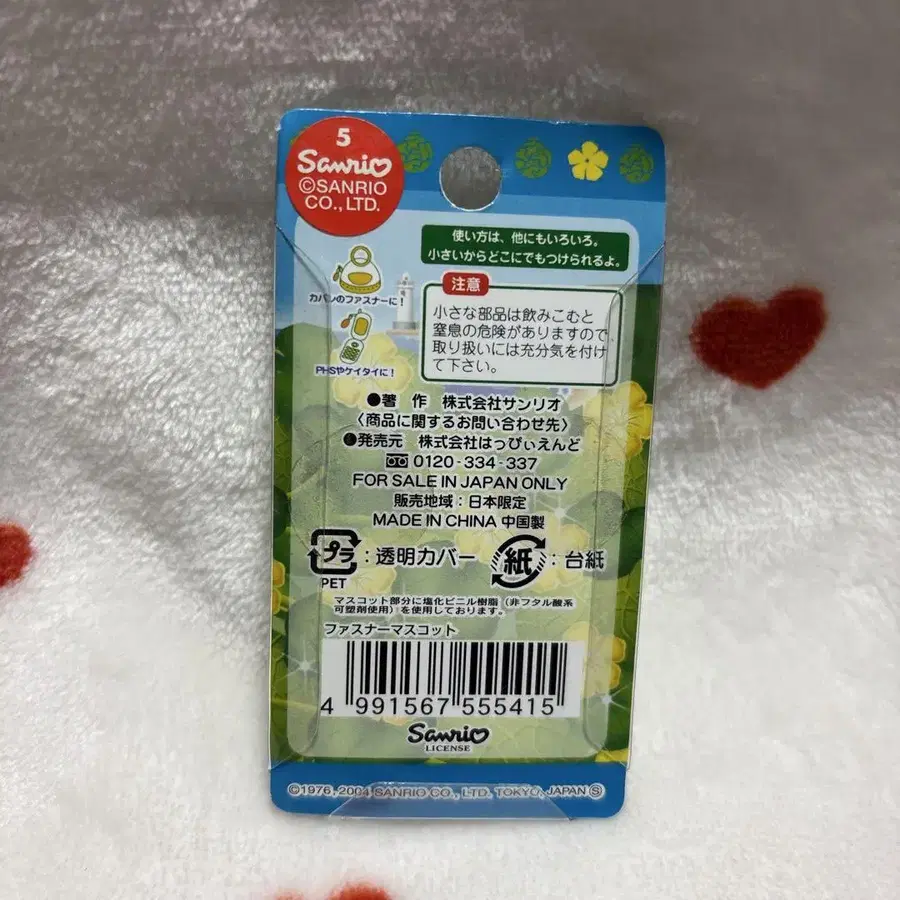 5
Sanrio
©SANRIO
CO., LTD.
使い方は、他にもいろいろ。
小さいからどこにでもつけられるよ。
カバンのファスナーに!
PHSやケイタイに!
注意
小さな部品は飲みこむと
窒息の危険がありますので
取り扱いには充分気を付け
て下さい。
●著 作 株式会社サンリオ
〈商品に関するお問い合わせ先〉
●発売元 株式会社はっぴぃえんど
0120-334-337
FOR SALE IN JAPAN ONLY
販売地域：日本限定
MADE IN CHINA 中国製
プラ：透明カバー
PET
紙：台紙
マスコット部分に塩化ビニル樹脂（非フタル酸系
可塑剤使用）を使用しております。
ファスナーマスコット
4 991567 555415
Sanrio
LICENSE
©1976, 2004 SANRIO CO., LTD. TOKYO, JAPAN Ⓢ